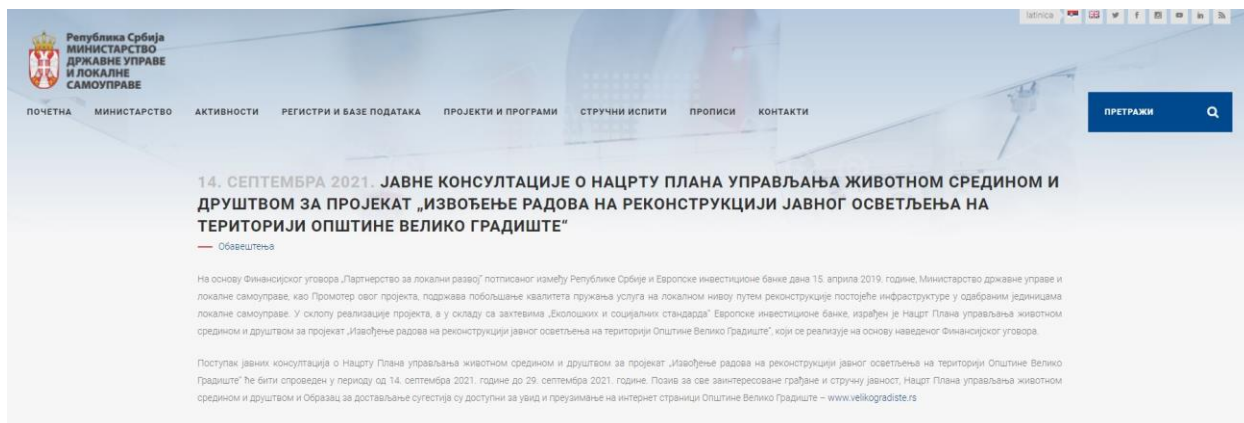 latinica
Република Србија
МИНИСТАРСТВО
ДРЖАВНЕ УПРАВЕ
И ЛОКАЛНЕ
САМОУПРАВЕ
ПОЧЕТНА МИНИСТАРСТВО АКТИВНОСТИ РЕГИСТРИ И БАЗЕ ПОДАТАКА ПРОЈЕКТИ И ПРОГРАМИ СТРУЧНИ ИСПИТИ ПРОПИСИ КОНТАКТИ ПРЕТРАЖИ
14. СЕПТЕМБРА 2021. ЈАВНЕ КОНСУЛТАЦИЈЕ О НАЦРТУ ПЛАНА УПРАВЉАЊА ЖИВОТНОМ СРЕДИНОМ И
ДРУШТВОМ ЗА ПРОЈЕКАТ „ИЗВОЂЕЊЕ РАДОВА НА РЕКОНСТРУКЦИЈИ ЈАВНОГ ОСВЕТЉЕЊА НА
ТЕРИТОРИЈИ ОПШТИНЕ ВЕЛИКО ГРАДИШТЕ“
Обавештења
На основу Финансијског уговора „Партнерство за локални развој“ потписаног између Републике Србије и Европске инвестиционе банке дана 15. априла 2019. године, Министарство државне управе и
локалне самоуправе, као Промотер овог пројекта, подржава побољшање квалитета пружања услуга на локалном нивоу путем реконструкције постојеће инфраструктуре у одабраним јединицама
локалне самоуправе. У склопу реализације пројекта, а у складу са захтевима „Еколошких и социјалних стандарда“ Европске инвестиционе банке, израђен је Нацрт Плана управљања животном
средином и друштвом за пројекат „Извођење радова на реконструкцији јавног осветљења на територији Општине Велико Градиште“, који се реализује на основу наведеног Финансијског уговора.
Поступак јавних консултација о Нацрту Плана управљања животном средином и друштвом за пројекат „Извођење радова на реконструкцији јавног осветљења на територији Општине Велико
Градиште“ ће бити спроведен у периоду од 14. септембра 2021. године до 29. септембра 2021. године. Позив за све заинтересоване грађане и стручну јавност, Нацрт Плана управљања животном
средином и друштвом и Образац за достављање сугестија су доступни за увид и преузимање на интернет страници Општине Велико Градиште – www.velikogradiste.rs